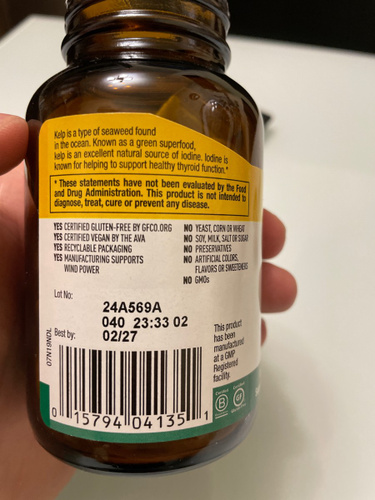 Kelp is a type of seaweed found
in the ocean. Known as a green superfood,
kelp is an excellent natural source of iodine. Iodine is
known for helping to support healthy thyroid function.*
* These statements have not been evaluated by the Food
and Drug Administration. This product is not intended to
diagnose, treat, cure or prevent any disease.
YES CERTIFIED GLUTEN-FREE BY GFCO.ORG
YES CERTIFIED VEGAN BY THE AVA
YES RECYCLABLE PACKAGING
YES MANUFACTURING SUPPORTS
WIND POWER
NO YEAST, CORN OR WHEAT
NO SOY, MILK, SALT OR SUGAR
NO PRESERVATIVES
NO ARTIFICIAL COLORS,
FLAVORS OR SWEETENERS
NO GMOs
Lot No:
24A569A
040 23:33 02
Best by: 02/27
07N19NDL
This product
has been
manufactured
at a GMP
Registered
facility.
0 15794 04135 1
Certified
B
GF